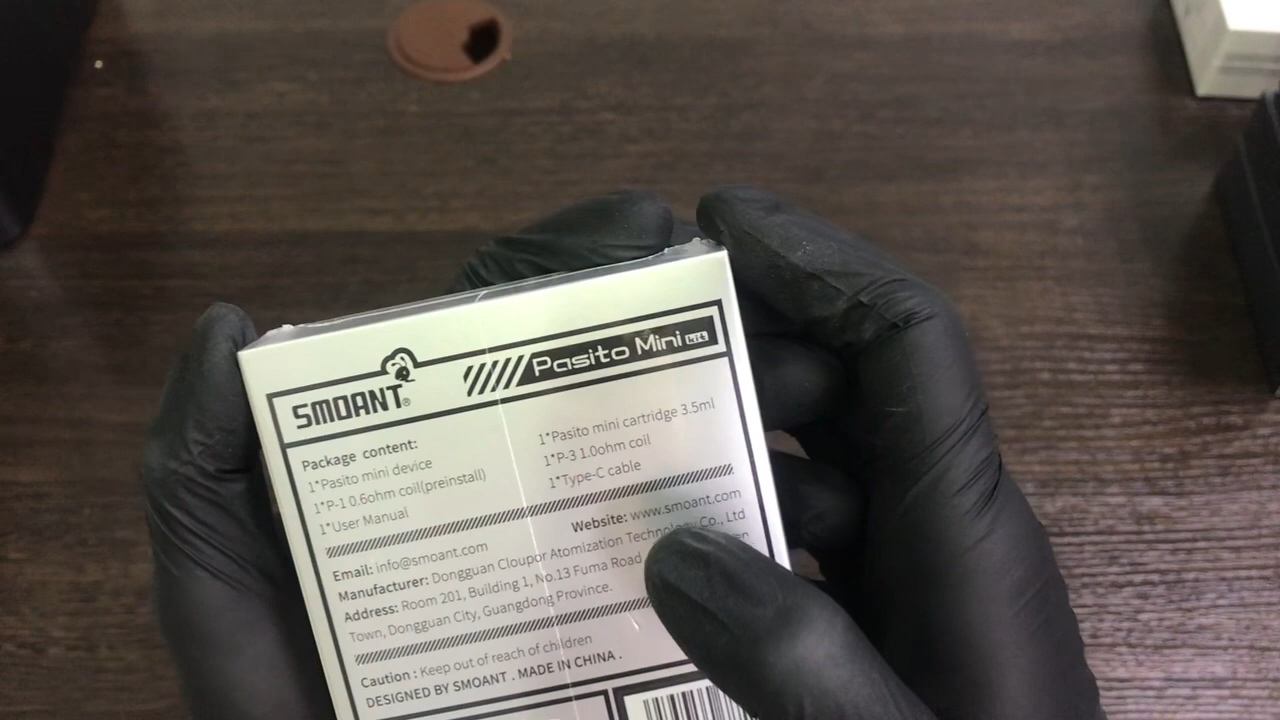 SMOANT®
Pasito Mini kit
Package content:
1*Pasito mini device
1*P-1 0.6ohm coil(preinstall)
1*User Manual
1*Pasito mini cartridge 3.5ml
1*P-3 1.0ohm coil
1*Type-C cable
Email: info@smoant.com
Website: www.smoant.com
Manufacturer: Dongguan Cloupor Atomization Technology Co., Ltd
Address: Room 201, Building 1, No.13 Fuma Road
Town, Dongguan City, Guangdong Province.
Caution : Keep out of reach of children
DESIGNED BY SMOANT . MADE IN CHINA .